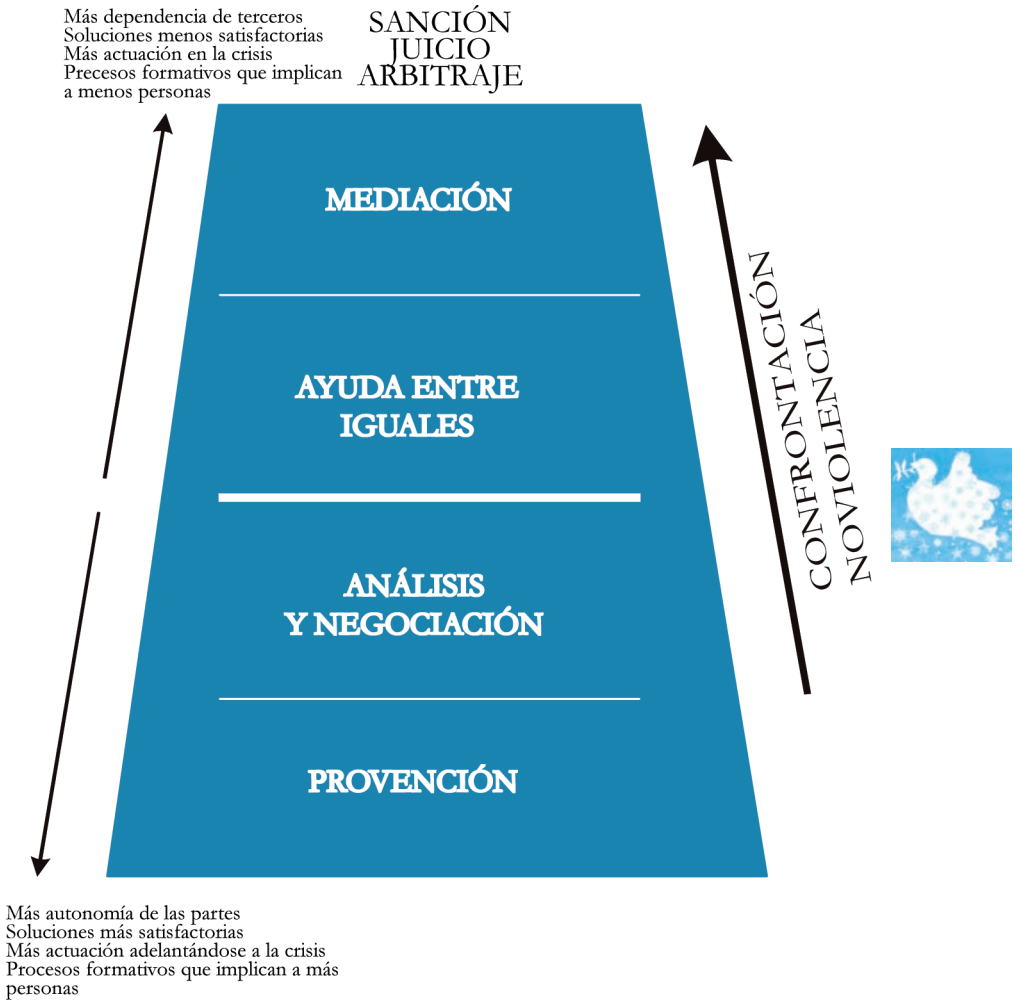 Más dependencia de terceros
Soluciones menos satisfactorias
Más actuación en la crisis
Precesos formativos que implican
a menos personas
SANCIÓN
JUICIO
ARBITRAJE
MEDIACIÓN
AYUDA ENTRE
IGUALES
ANÁLISIS
Y NEGOCIACIÓN
PROVENCIÓN
CONFRONTACIÓN
NOVIOLENCIA
Más autonomía de las partes
Soluciones más satisfactorias
Más actuación adelantándose a la crisis
Procesos formativos que implican a más
personas